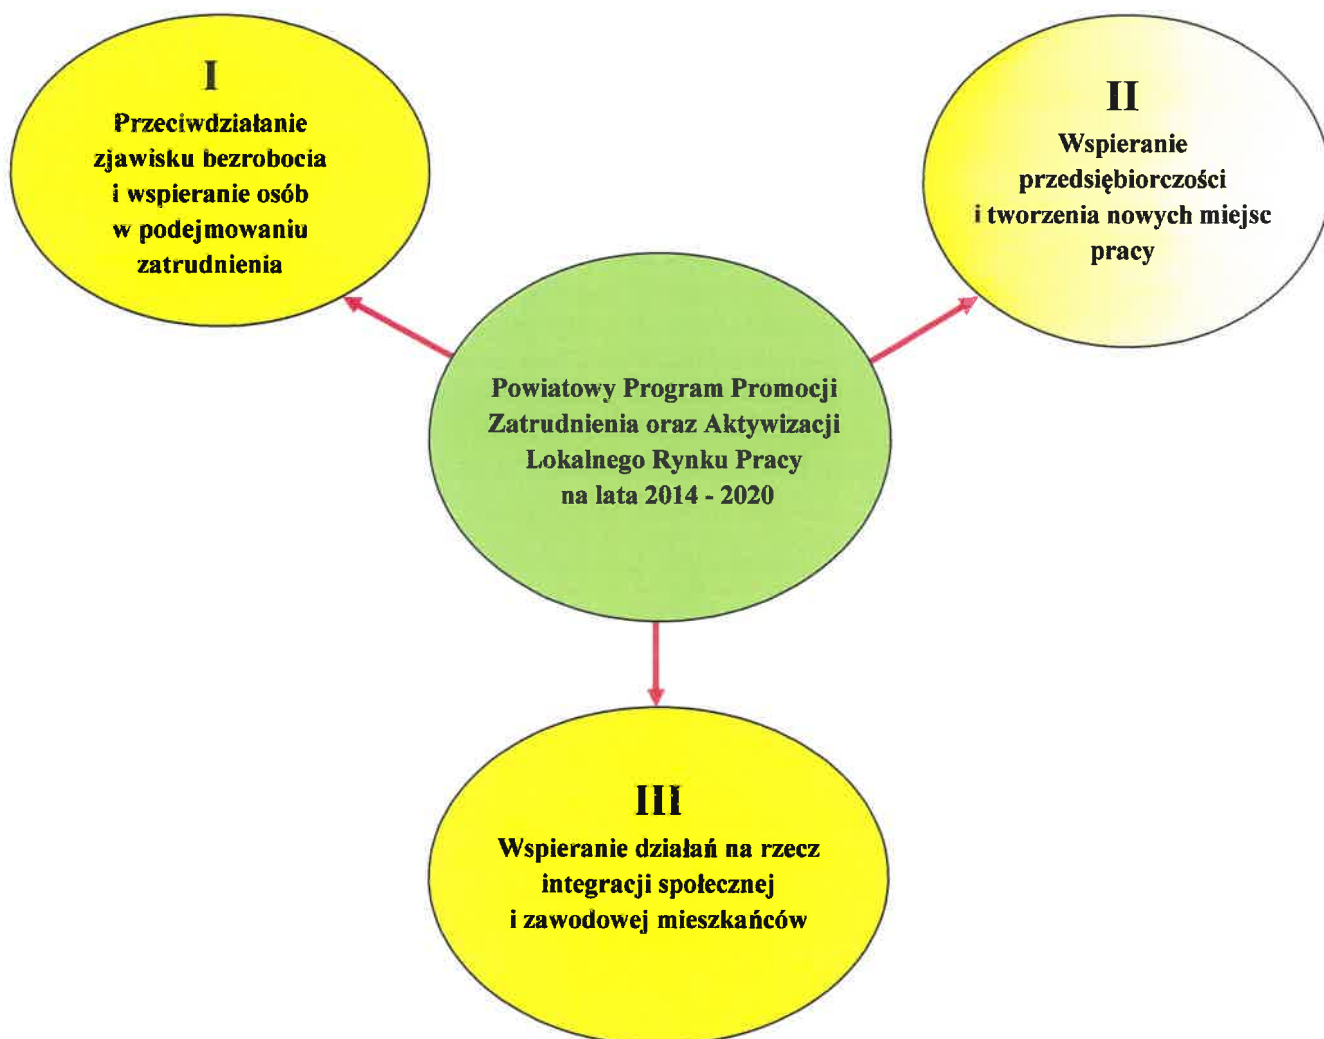 I
Przeciwdziałanie
zjawisku bezrobocia
i wspieranie osób
w podejmowaniu
zatrudnienia
II
Wspieranie
przedsiębiorczości
i tworzenia nowych miejsc
pracy
Powiatowy Program Promocji
Zatrudnienia oraz Aktywizacji
Lokalnego Rynku Pracy
na lata 2014 - 2020
III
Wspieranie działań na rzecz
integracji społecznej
i zawodowej mieszkańców